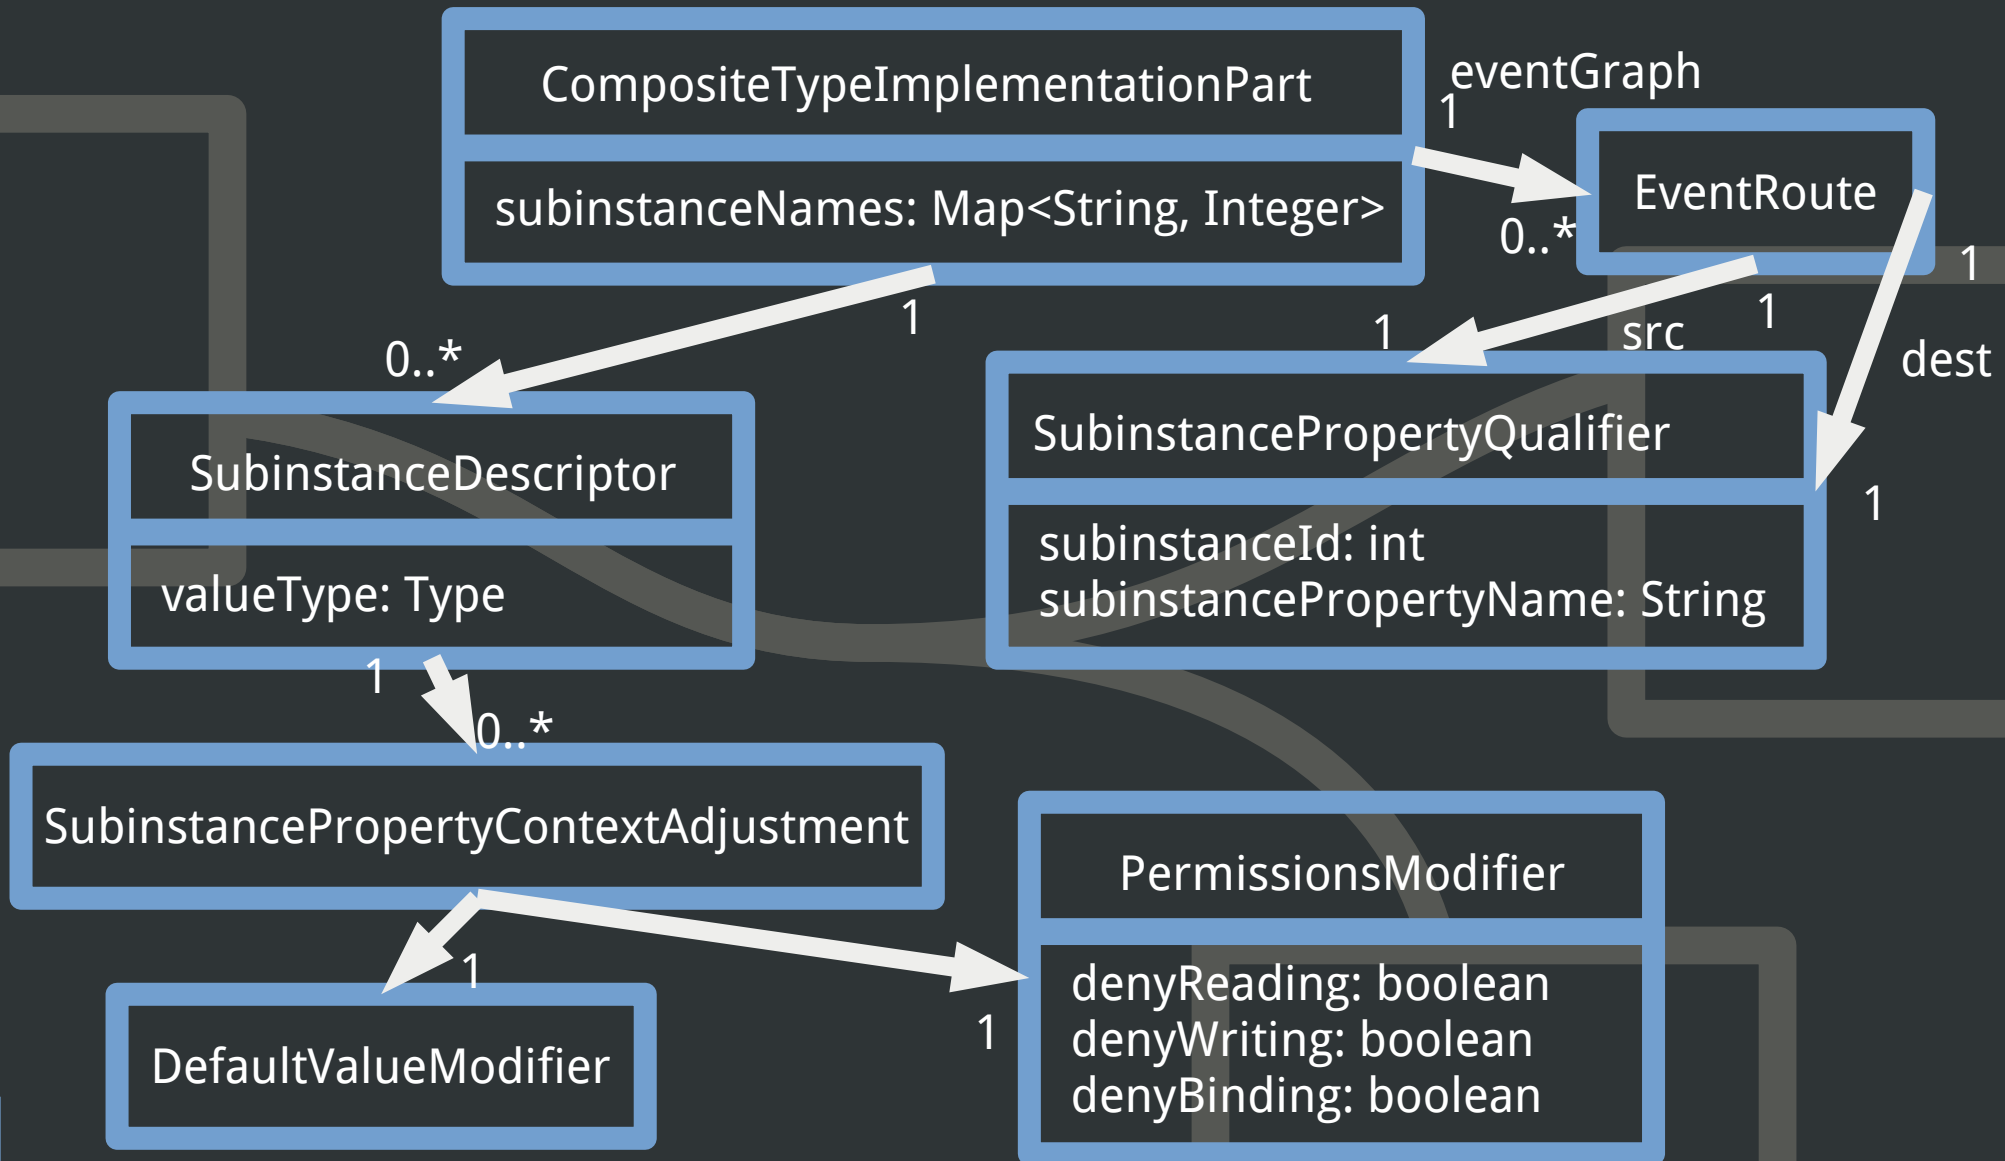 CompositeTypeImplementationPart
subinstanceNames: Map<String, Integer>
eventGraph
1
0..*
EventRoute
1
0..*
1
src
1
1
dest
1
SubinstanceDescriptor
valueType: Type
SubinstancePropertyQualifier
subinstanceId: int
subinstancePropertyName: String
1
0..*
SubinstancePropertyContextAdjustment
1
1
DefaultValueModifier
PermissionsModifier
denyReading: boolean
denyWriting: boolean
denyBinding: boolean